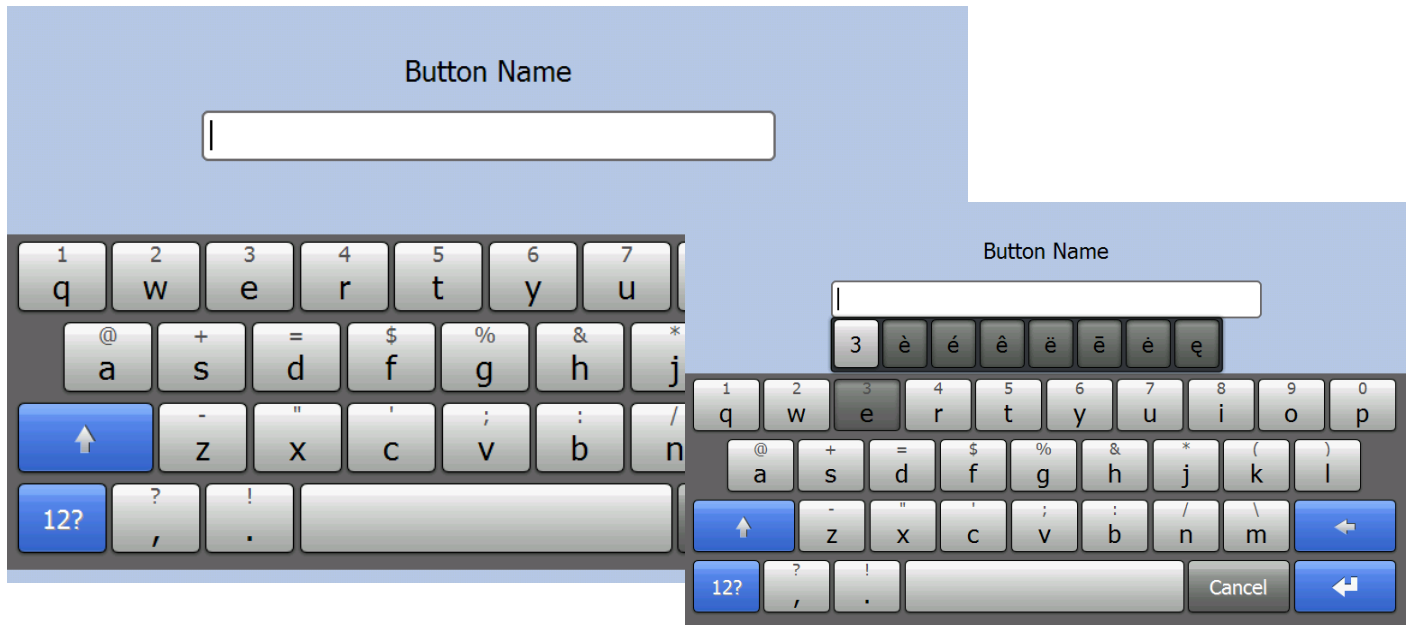 Button Name
1 2 3 4 5 6 7
q w e r t y u
@ + = $ % & *
a s d f g h j
- " ' ; : /
z x c v b n
? !
12? , .
Button Name
3 è é ê ë ē ė ę
1 2 3 4 5 6 7 8 9 0
q w e r t y u i o p
@ + = $ % & * ( )
a s d f g h j k l
- " ' ; : / \
z x c v b n m
? !
12? , . Cancel